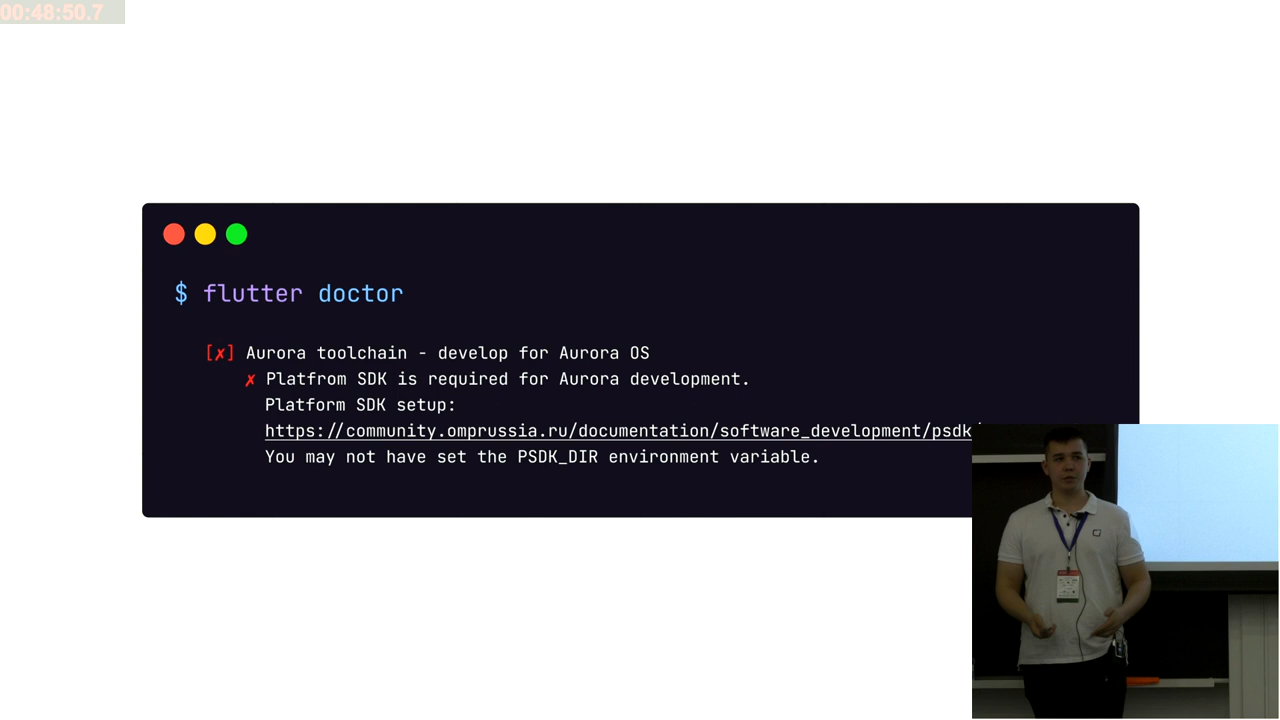 00:48:50.7
$ flutter doctor
[✗] Aurora toolchain - develop for Aurora OS
✗ Platfrom SDK is required for Aurora development.
Platform SDK setup:
https://community.omprussia.ru/documentation/software_development/psdk
You may not have set the PSDK_DIR environment variable.